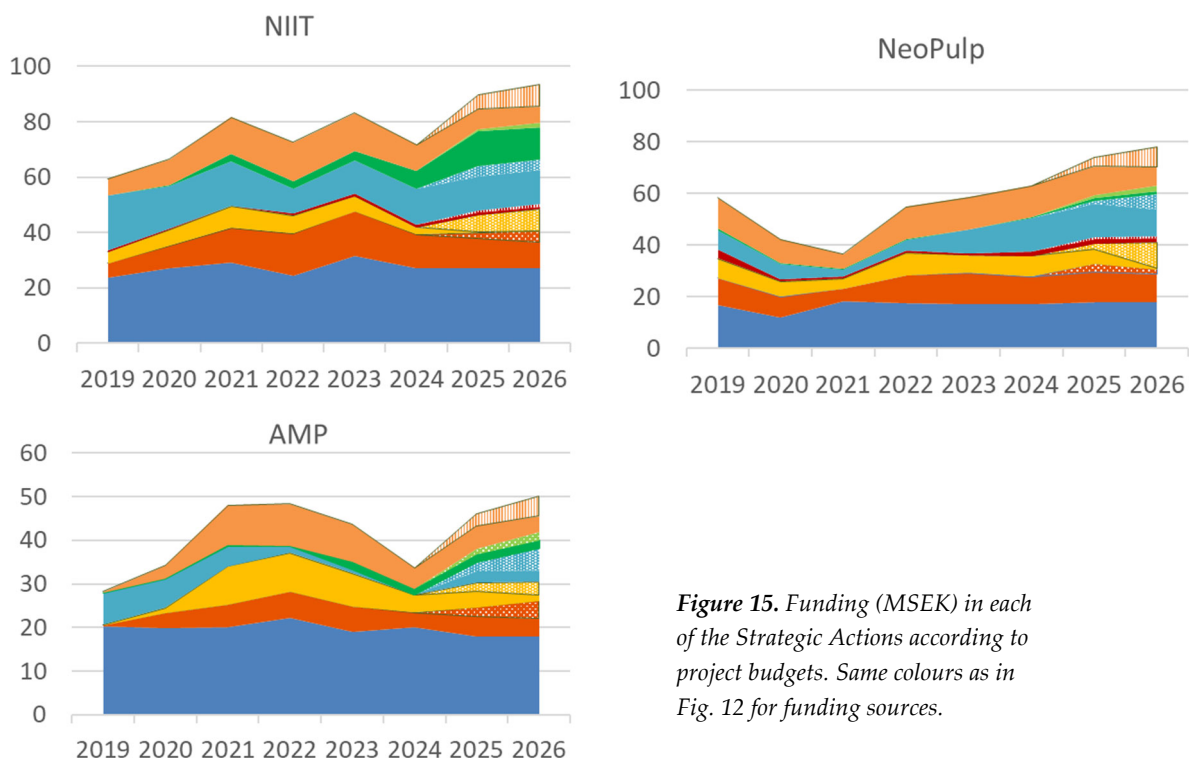 NIIT
100
80
60
40
20
0
2019 2020 2021 2022 2023 2024 2025 2026
NeoPulp
100
80
60
40
20
0
2019 2020 2021 2022 2023 2024 2025 2026
AMP
60
50
40
30
20
10
0
2019 2020 2021 2022 2023 2024 2025 2026
Figure 15. Funding (MSEK) in each
of the Strategic Actions according to
project budgets. Same colours as in
Fig. 12 for funding sources.